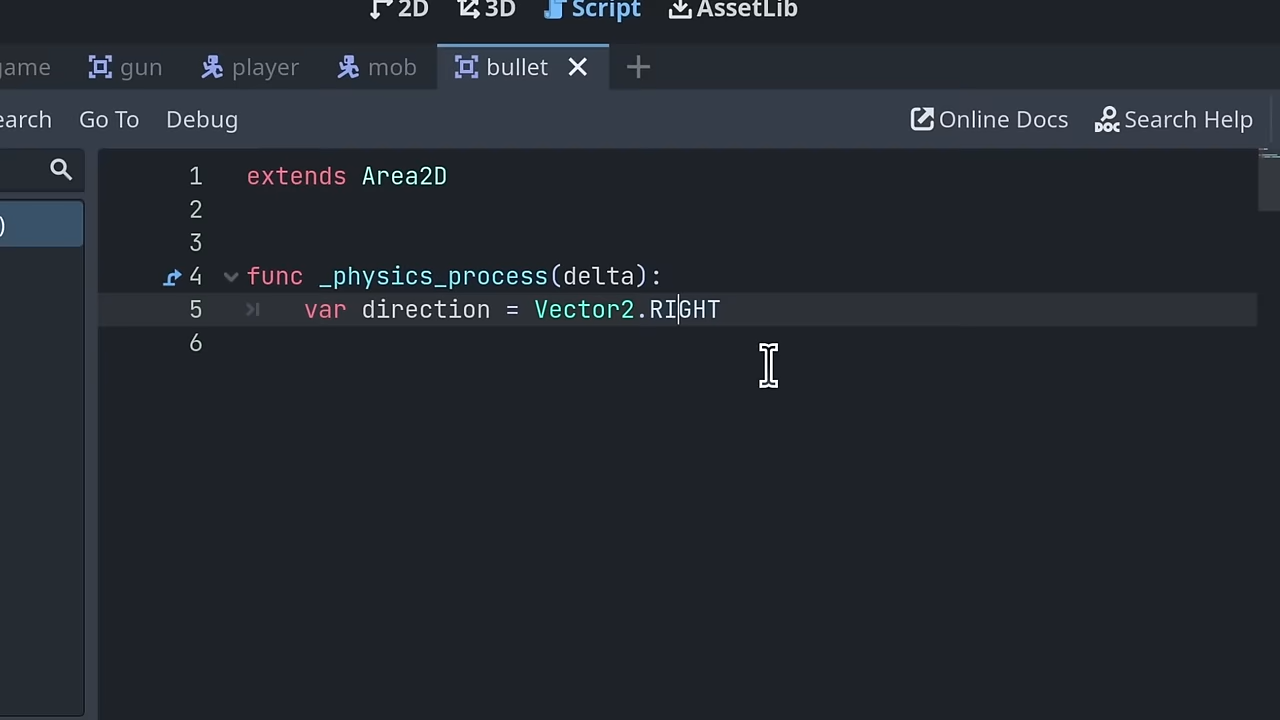 2D 3D Script AssetLib
game gun player mob bullet
earch Go To Debug Online Docs Search Help
1 extends Area2D
2
3
4 func _physics_process(delta):
5 var direction = Vector2.RIGHT
6
)